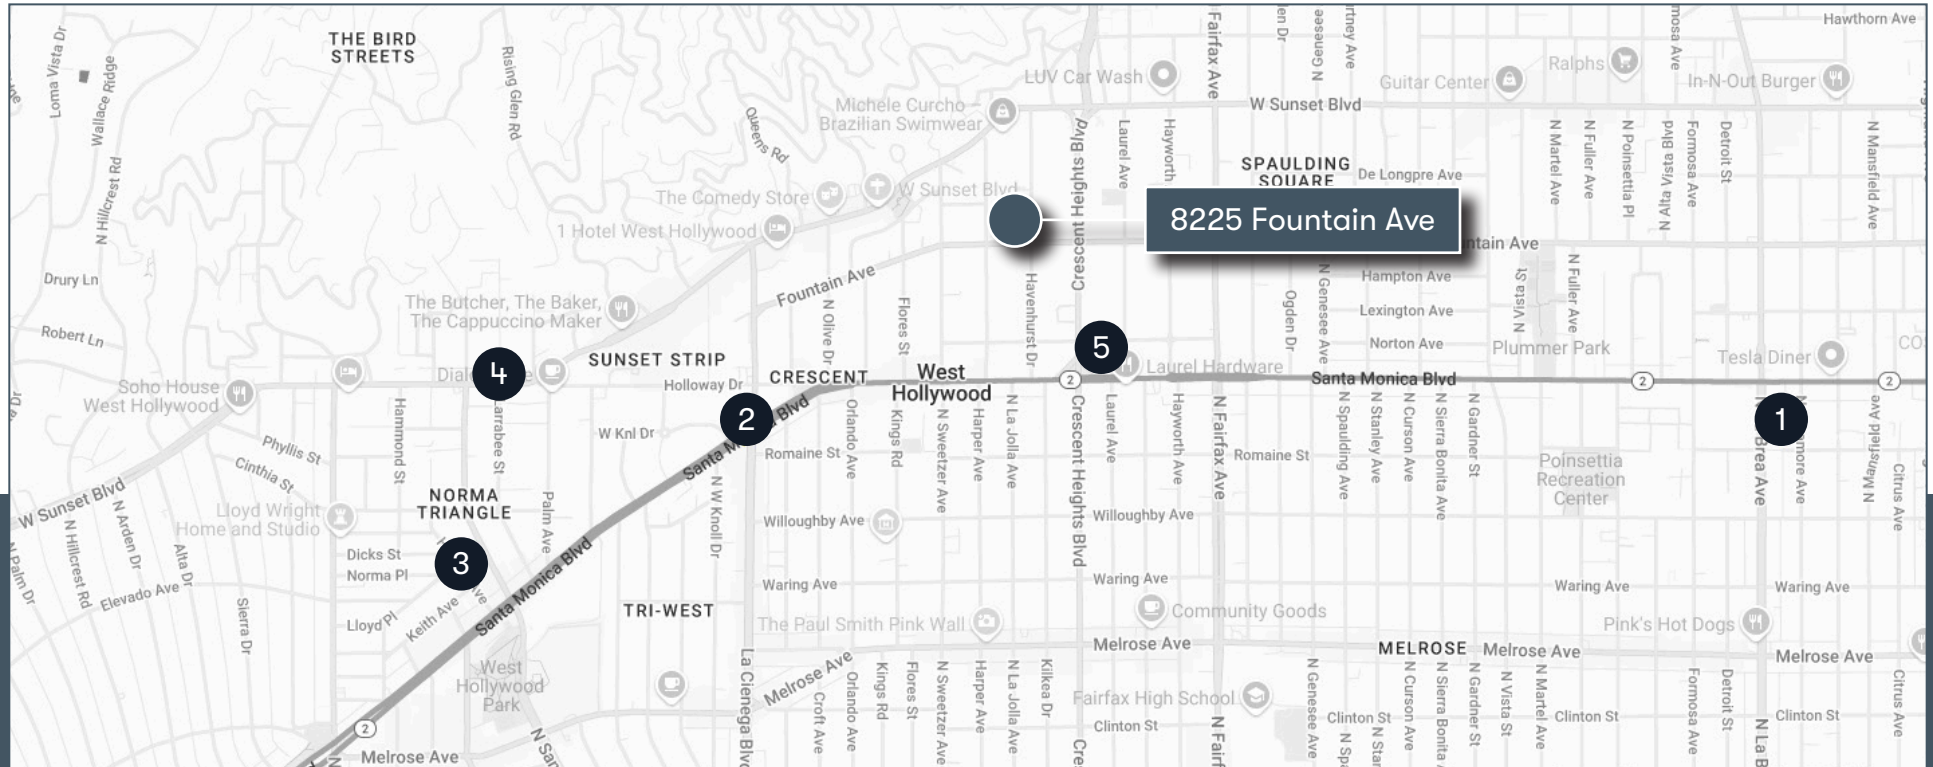 THE BIRD
STREETS
Loma Vista Dr
Wallace Ridge
Rising Glen Rd
N Hillcrest Rd
Queens Rd
Michele Curcho –
Brazilian Swimwear
LUV Car Wash
Fairfax Ave
N Genesee
W Sunset Blvd
Guitar Center
Ralphs
In-N-Out Burger
Hawthorn Ave
The Comedy Store
W Sunset Blvd
1 Hotel West Hollywood
Crescent Heights Blvd
Laurel Ave
Hayworth
SPAULDING
SQUARE
De Longpre Ave
N Martel Ave
N Fuller Ave
N Poinsettia Pl
N Alta Vista Blvd
Formosa Ave
Detroit St
N Mansfield Ave
8225 Fountain Ave
Drury Ln
Robert Ln
The Butcher, The Baker,
The Cappuccino Maker
Fountain Ave
N Olive Dr
Flores St
Havenhurst Dr
Ogden Dr
N Genesee Ave
Hampton Ave
Lexington Ave
Norton Ave
N Vista St
N Fuller Ave
Plummer Park
Tesla Diner
4
SUNSET STRIP
Holloway Dr
CRESCENT
West
Hollywood
5
2
Laurel Hardware
Santa Monica Blvd
2
2
Soho House
West Hollywood
Hammond St
Larrabee St
W Knl Dr
2
Santa Monica Blvd
Romaine St
Orlando Ave
Kings Rd
N Sweetzer Ave
Harper Ave
N La Jolla Ave
Crescent Heights Blvd
Laurel Ave
Hayworth Ave
N Fairfax Ave
Romaine St
N Spaulding Ave
N Stanley Ave
N Curson Ave
N Sierra Bonita Ave
N Gardner St
Poinsettia
Recreation
Center
1
N Mansfield Ave
Citrus Ave
Phyllis St
Cinthia St
W Sunset Blvd
NORMA
TRIANGLE
Palm Ave
N W Knoll Dr
Lloyd Wright
Home and Studio
Willoughby Ave
Willoughby Ave
N Palm Dr
N Hillcrest Rd
N Arden Dr
Alta Dr
Elevado Ave
Sierra Dr
Dicks St
Norma Pl
3
Lloyd Pl
Keith Ave
Santa Monica Blvd
TRI-WEST
Waring Ave
Waring Ave
Waring Ave
Waring Ave
The Paul Smith Pink Wall
Community Goods
Pink's Hot Dogs
Melrose Ave
MELROSE
Melrose Ave
Melrose Ave
West
Hollywood
Park
La Cienega Blvd
Melrose Ave
Croft Ave
Orlando Ave
Kings Rd
Flores St
N Sweetzer Ave
Harper Ave
N La Jolla Ave
Kilkea Dr
Fairfax High School
Clinton St
N Genesee Ave
Clinton St
N Curson Ave
N Sierra Bonita
N Gardner St
N Vista St
N Martel Ave
Clinton St
Formosa Ave
Detroit St
Clinton St
Citrus Ave
2
Melrose Ave